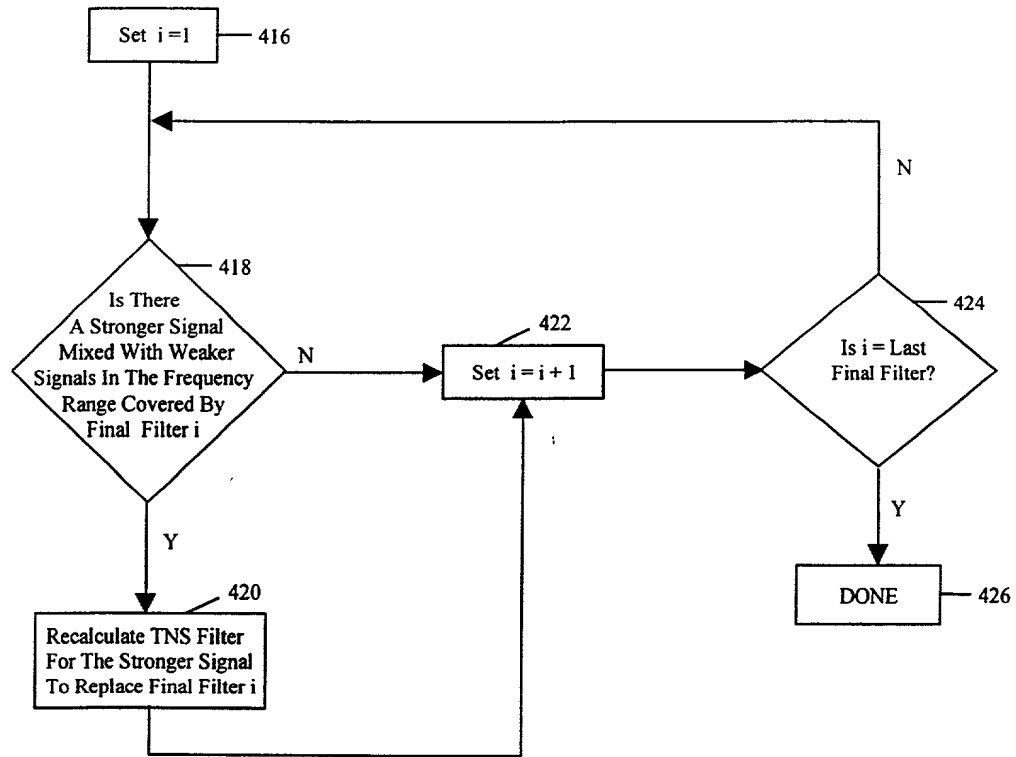 Set i =1
416
N
418
Is There
A Stronger Signal
Mixed With Weaker
Signals In The Frequency
Range Covered By
Final Filter i
N
422
Set i = i + 1
424
Is i = Last
Final Filter?
Y
Y
420
Recalculate TNS Filter
For The Stronger Signal
To Replace Final Filter i
DONE
426